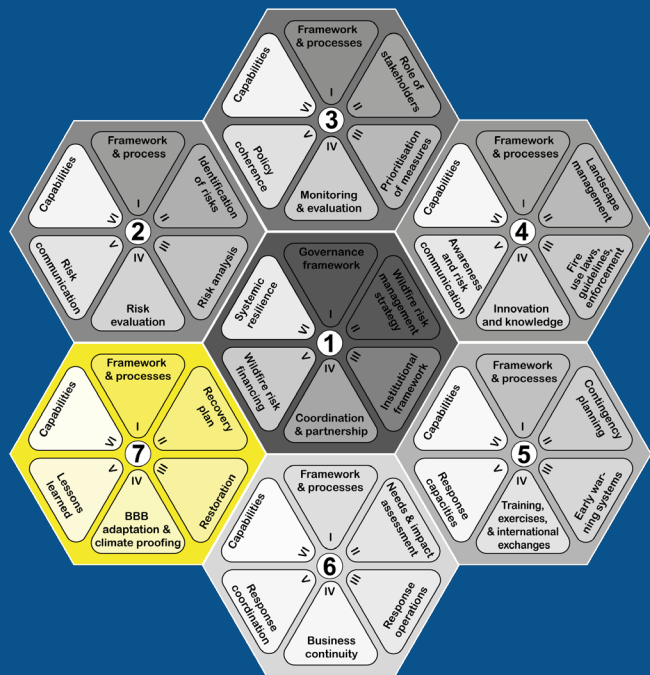 Framework
& processes
I
Role of
stakeholders
II
Prioritisation
of measures
III
Monitoring
& evaluation
IV
Policy
coherence
V
Capabilities
VI
3
Framework
& process
I
Identification
of risks
II
Risk analysis
III
Risk
evaluation
IV
Risk
communication
V
Capabilities
VI
2
Framework
& processes
I
Landscape
management
II
Fire
use laws,
guidelines,
enforcement
III
Innovation
and knowledge
IV
Awareness
and risk
communication
V
Capabilities
VI
4
Governance
framework
I
Wildfire risk
management
strategy
II
Institutional
framework
III
Coordination
& partnership
IV
Wildfire risk
financing
V
Systemic
resilience
VI
1
Framework
& processes
I
Recovery
plan
II
Restoration
III
BBB
adaptation &
climate proofing
IV
Lessons
learned
V
Capabilities
VI
7
Framework
& processes
I
Contingency
planning
II
Early war-
ning systems
III
Training,
exercises,
& international
exchanges
IV
Response
capacities
V
Capabilities
VI
5
Framework
& processes
I
Needs & impact
assessment
II
Response
operations
III
Business
continuity
IV
Response
coordination
V
Capabilities
VI
6